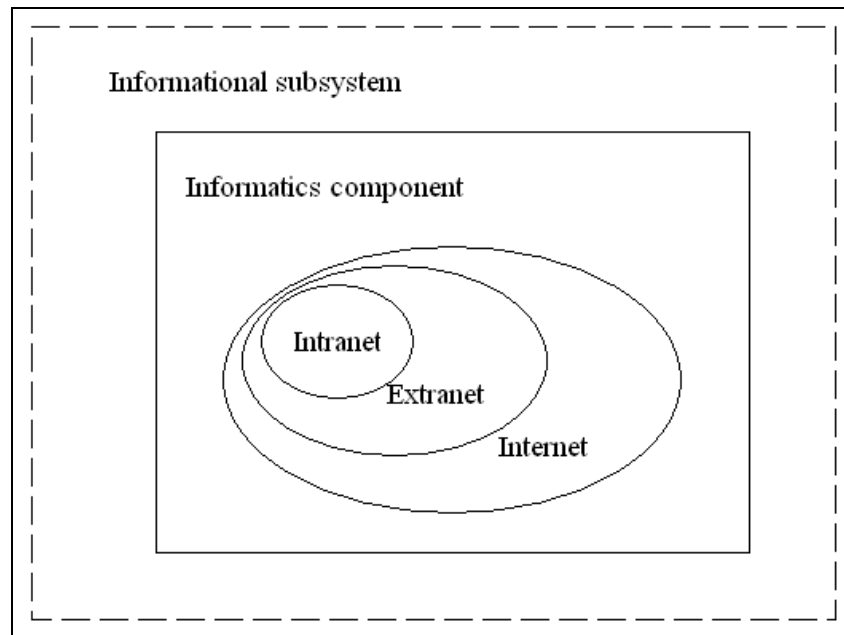 Informational subsystem
Informatics component
Intranet
Extranet
Internet